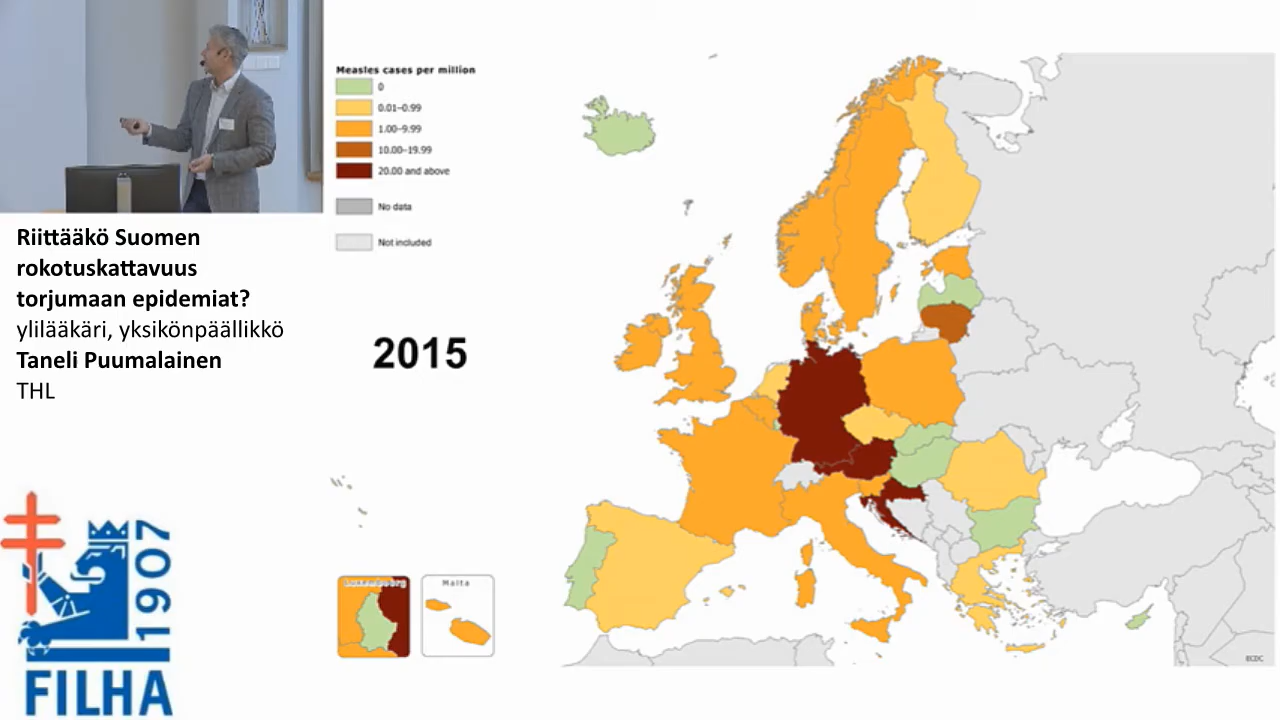 Riittääkö Suomen
rokotuskattavuus
torjumaan epidemiat?
ylilääkäri, yksikönpäällikkö
Taneli Puumalainen
THL
1907
FILHA
Measles cases per million
0
0.01–0.99
1.00–9.99
10.00–19.99
20.00 and above
No data
Not included
2015
Luxembourg
Malta
ECDC